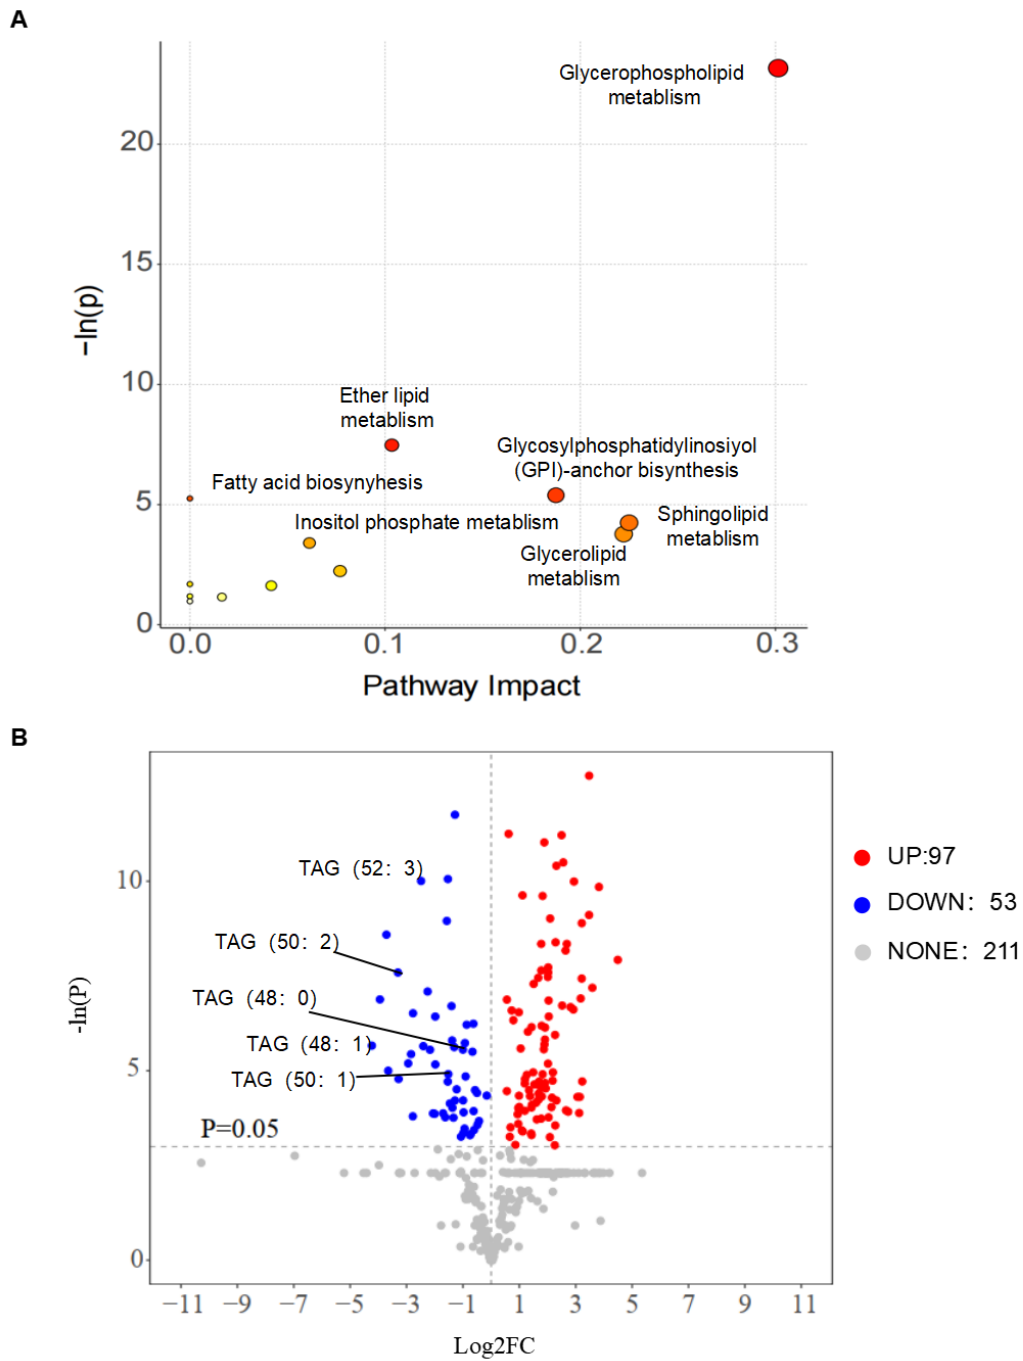 A
Glycerophospholipid
metablism
20
15
−ln(p)
10
Ether lipid
metablism
Glycosylphosphatidylinosiyol
(GPI)-anchor bisynthesis
Fatty acid biosynyhesis
5
Inositol phosphate metablism
Sphingolipid
metablism
Glycerolipid
metablism
0
0.0 0.1 0.2 0.3
Pathway Impact
B
TAG (52: 3)
10
UP:97
DOWN: 53
NONE: 211
TAG (50: 2)
TAG (48: 0)
-ln(P)
TAG (48: 1)
5
TAG (50: 1)
P=0.05
0
−11 −9 −7 −5 −3 −1 1 3 5 7 9 11
Log2FC